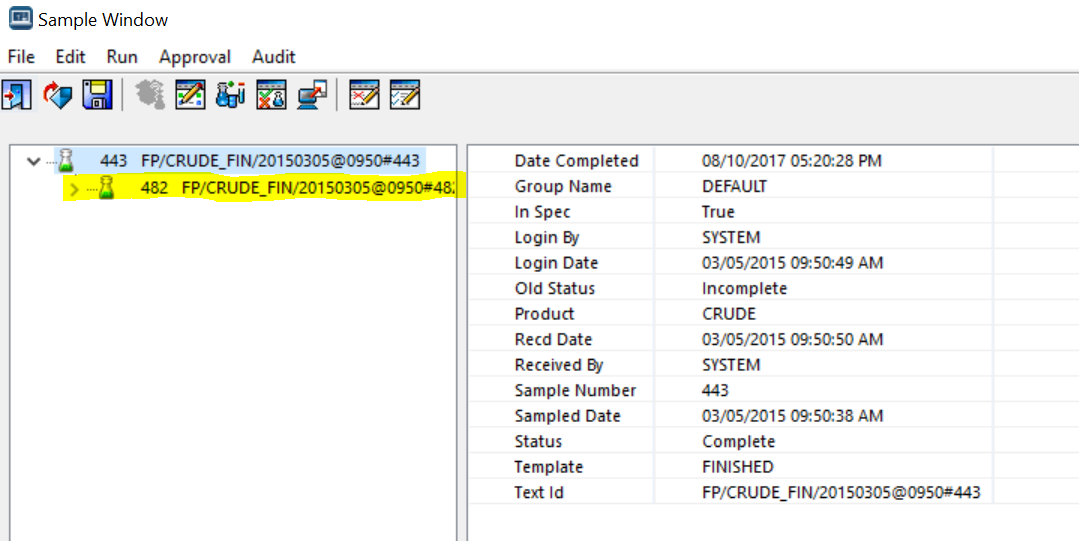 Sample Window
File Edit Run Approval Audit
443 FP/CRUDE_FIN/20150305@0950#443
482 FP/CRUDE_FIN/20150305@0950#482
Date Completed 08/10/2017 05:20:28 PM
Group Name DEFAULT
In Spec True
Login By SYSTEM
Login Date 03/05/2015 09:50:49 AM
Old Status Incomplete
Product CRUDE
Recd Date 03/05/2015 09:50:50 AM
Received By SYSTEM
Sample Number 443
Sampled Date 03/05/2015 09:50:38 AM
Status Complete
Template FINISHED
Text Id FP/CRUDE_FIN/20150305@0950#443